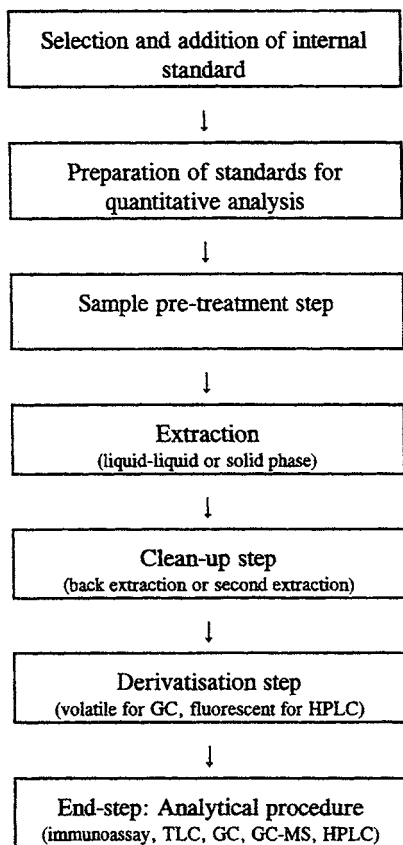 Selection and addition of internal
standard
↓
Preparation of standards for
quantitative analysis
↓
Sample pre-treatment step
↓
Extraction
(liquid-liquid or solid phase)
↓
Clean-up step
(back extraction or second extraction)
↓
Derivatisation step
(volatile for GC, fluorescent for HPLC)
↓
End-step: Analytical procedure
(immunoassay, TLC, GC, GC-MS, HPLC)